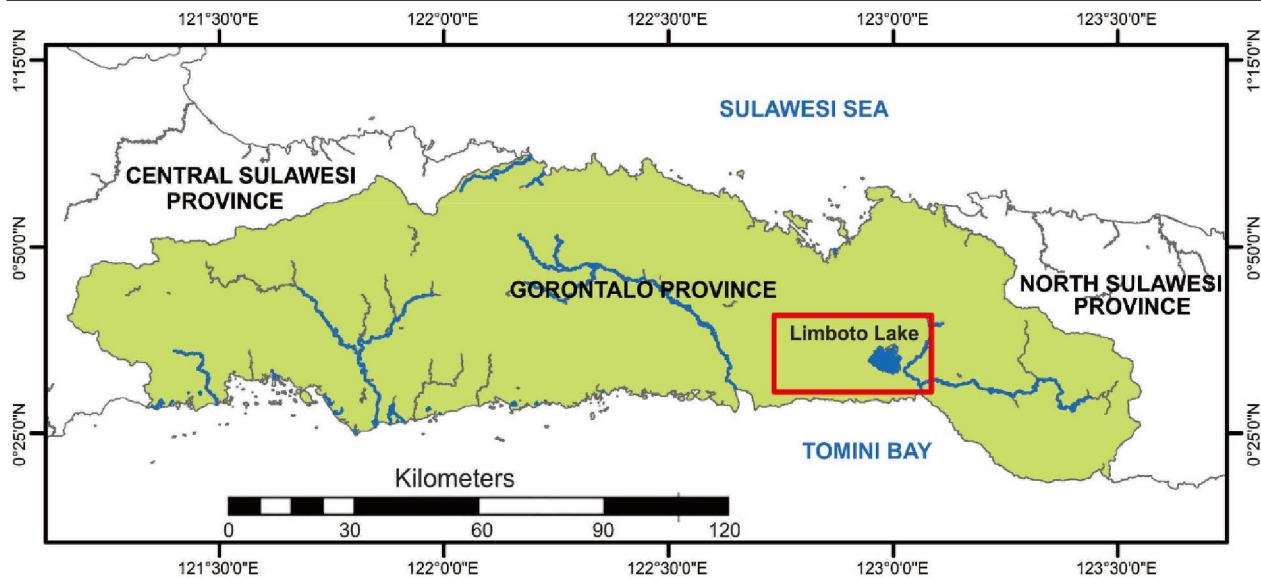 121°30'0"E 122°0'0"E 122°30'0"E 123°0'0"E 123°30'0"E
1°15'0"N 1°15'0"N
SULAWESI SEA
CENTRAL SULAWESI
PROVINCE
0°50'0"N 0°50'0"N
GORONTALO PROVINCE
NORTH SULAWESI
PROVINCE
Limboto Lake
0°25'0"N 0°25'0"N
TOMINI BAY
Kilometers
0 30 60 90 120
121°30'0"E 122°0'0"E 122°30'0"E 123°0'0"E 123°30'0"E